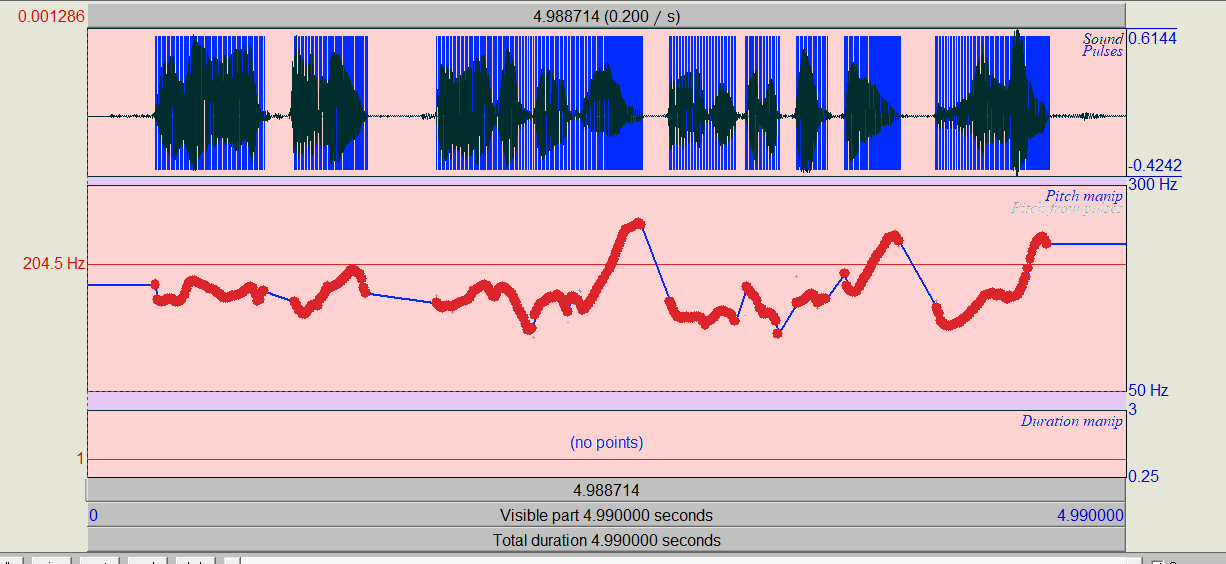 0.001286
4.988714 (0.200 / s)
Sound
Pulses
0.6144
-0.4242
300 Hz
Pitch manip
Pitch from pulses
204.5 Hz
50 Hz
3
Duration manip
(no points)
1
0.25
4.988714
0
Visible part 4.990000 seconds
4.990000
Total duration 4.990000 seconds